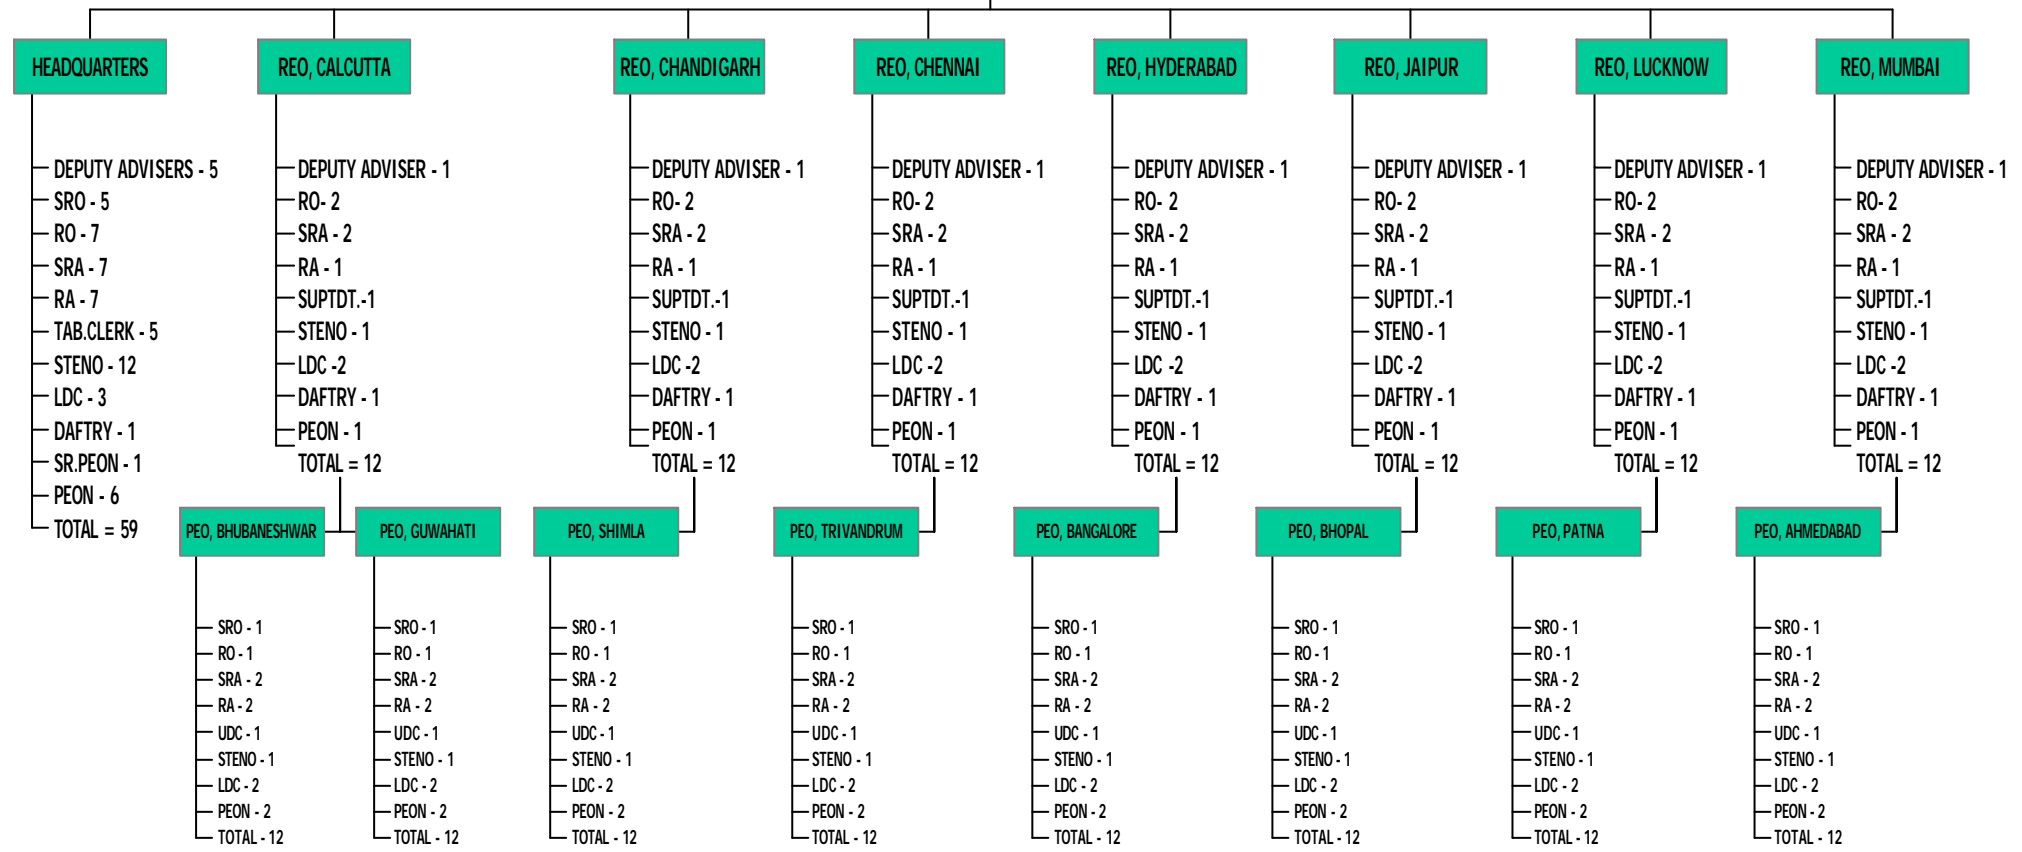 HEADQUARTERS
DEPUTY ADVISERS - 5
SRO - 5
RO - 7
SRA - 7
RA - 7
TAB.CLERK - 5
STENO - 12
LDC - 3
DAFTRY - 1
SR.PEON - 1
PEON - 6
TOTAL = 59
REO, CALCUTTA
DEPUTY ADVISER - 1
RO- 2
SRA - 2
RA - 1
SUPTDT.-1
STENO - 1
LDC -2
DAFTRY - 1
PEON - 1
TOTAL = 12
PEO, BHUBANESHWAR
SRO - 1
RO - 1
SRA - 2
RA - 2
UDC - 1
STENO - 1
LDC - 2
PEON - 2
TOTAL - 12
PEO, GUWAHATI
SRO - 1
RO - 1
SRA - 2
RA - 2
UDC - 1
STENO - 1
LDC - 2
PEON - 2
TOTAL - 12
REO, CHANDIGARH
DEPUTY ADVISER - 1
RO- 2
SRA - 2
RA - 1
SUPTDT.-1
STENO - 1
LDC -2
DAFTRY - 1
PEON - 1
TOTAL = 12
PEO, SHIMLA
SRO - 1
RO - 1
SRA - 2
RA - 2
UDC - 1
STENO - 1
LDC - 2
PEON - 2
TOTAL - 12
REO, CHENNAI
DEPUTY ADVISER - 1
RO- 2
SRA - 2
RA - 1
SUPTDT.-1
STENO - 1
LDC -2
DAFTRY - 1
PEON - 1
TOTAL = 12
PEO, TRIVANDRUM
SRO - 1
RO - 1
SRA - 2
RA - 2
UDC - 1
STENO - 1
LDC - 2
PEON - 2
TOTAL - 12
REO, HYDERABAD
DEPUTY ADVISER - 1
RO- 2
SRA - 2
RA - 1
SUPTDT.-1
STENO - 1
LDC -2
DAFTRY - 1
PEON - 1
TOTAL = 12
PEO, BANGALORE
SRO - 1
RO - 1
SRA - 2
RA - 2
UDC - 1
STENO - 1
LDC - 2
PEON - 2
TOTAL - 12
REO, JAIPUR
DEPUTY ADVISER - 1
RO- 2
SRA - 2
RA - 1
SUPTDT.-1
STENO - 1
LDC -2
DAFTRY - 1
PEON - 1
TOTAL = 12
PEO, BHOPAL
SRO - 1
RO - 1
SRA - 2
RA - 2
UDC - 1
STENO - 1
LDC - 2
PEON - 2
TOTAL - 12
REO, LUCKNOW
DEPUTY ADVISER - 1
RO- 2
SRA - 2
RA - 1
SUPTDT.-1
STENO - 1
LDC -2
DAFTRY - 1
PEON - 1
TOTAL = 12
PEO, PATNA
SRO - 1
RO - 1
SRA - 2
RA - 2
UDC - 1
STENO - 1
LDC - 2
PEON - 2
TOTAL - 12
REO, MUMBAI
DEPUTY ADVISER - 1
RO- 2
SRA - 2
RA - 1
SUPTDT.-1
STENO - 1
LDC -2
DAFTRY - 1
PEON - 1
TOTAL = 12
PEO, AHMEDABAD
SRO - 1
RO - 1
SRA - 2
RA - 2
UDC - 1
STENO - 1
LDC - 2
PEON - 2
TOTAL - 12